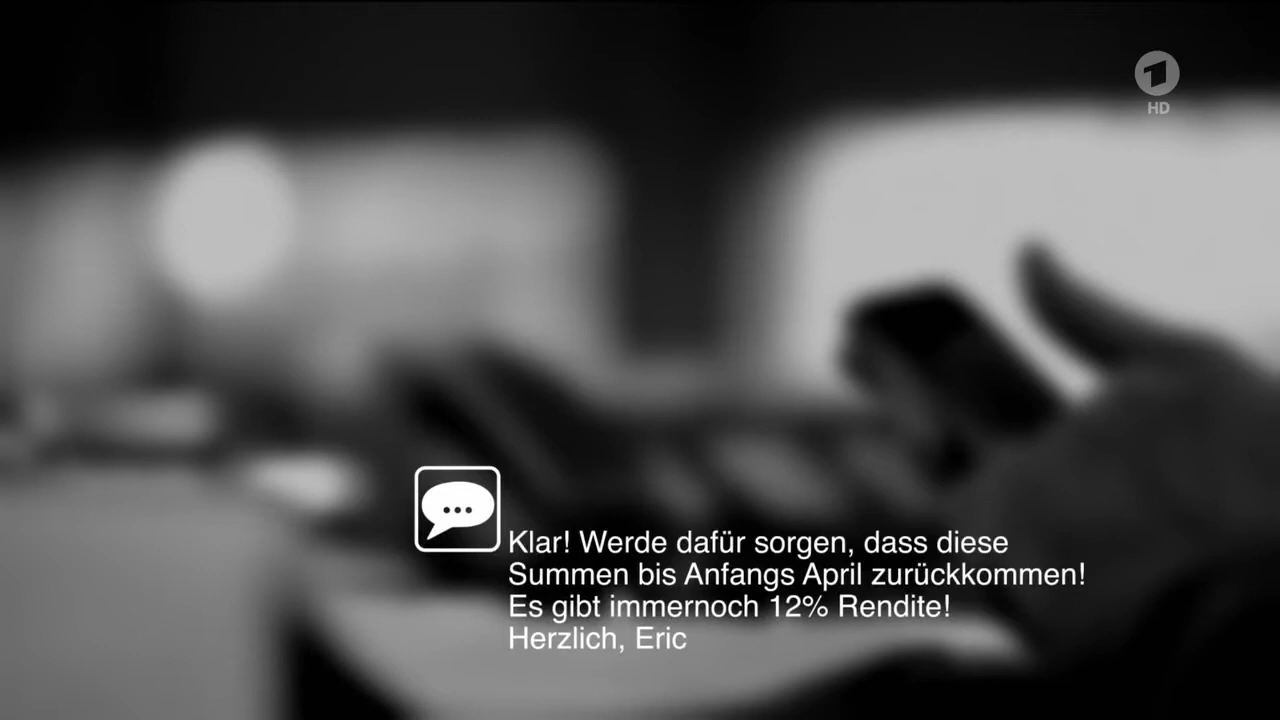 1
HD
...
Klar! Werde dafür sorgen, dass diese
Summen bis Anfangs April zurückkommen!
Es gibt immernoch 12% Rendite!
Herzlich, Eric